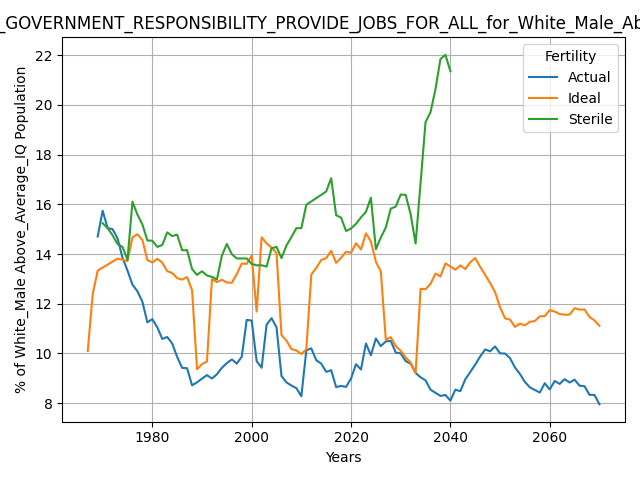 _GOVERNMENT_RESPONSIBILITY_PROVIDE_JOBS_FOR_ALL_for_White_Male_Ab
% of White_Male Above_Average_IQ Population
22
20
18
16
14
12
10
8
1980
2000
2020
2040
2060
Years
Fertility
Actual
Ideal
Sterile